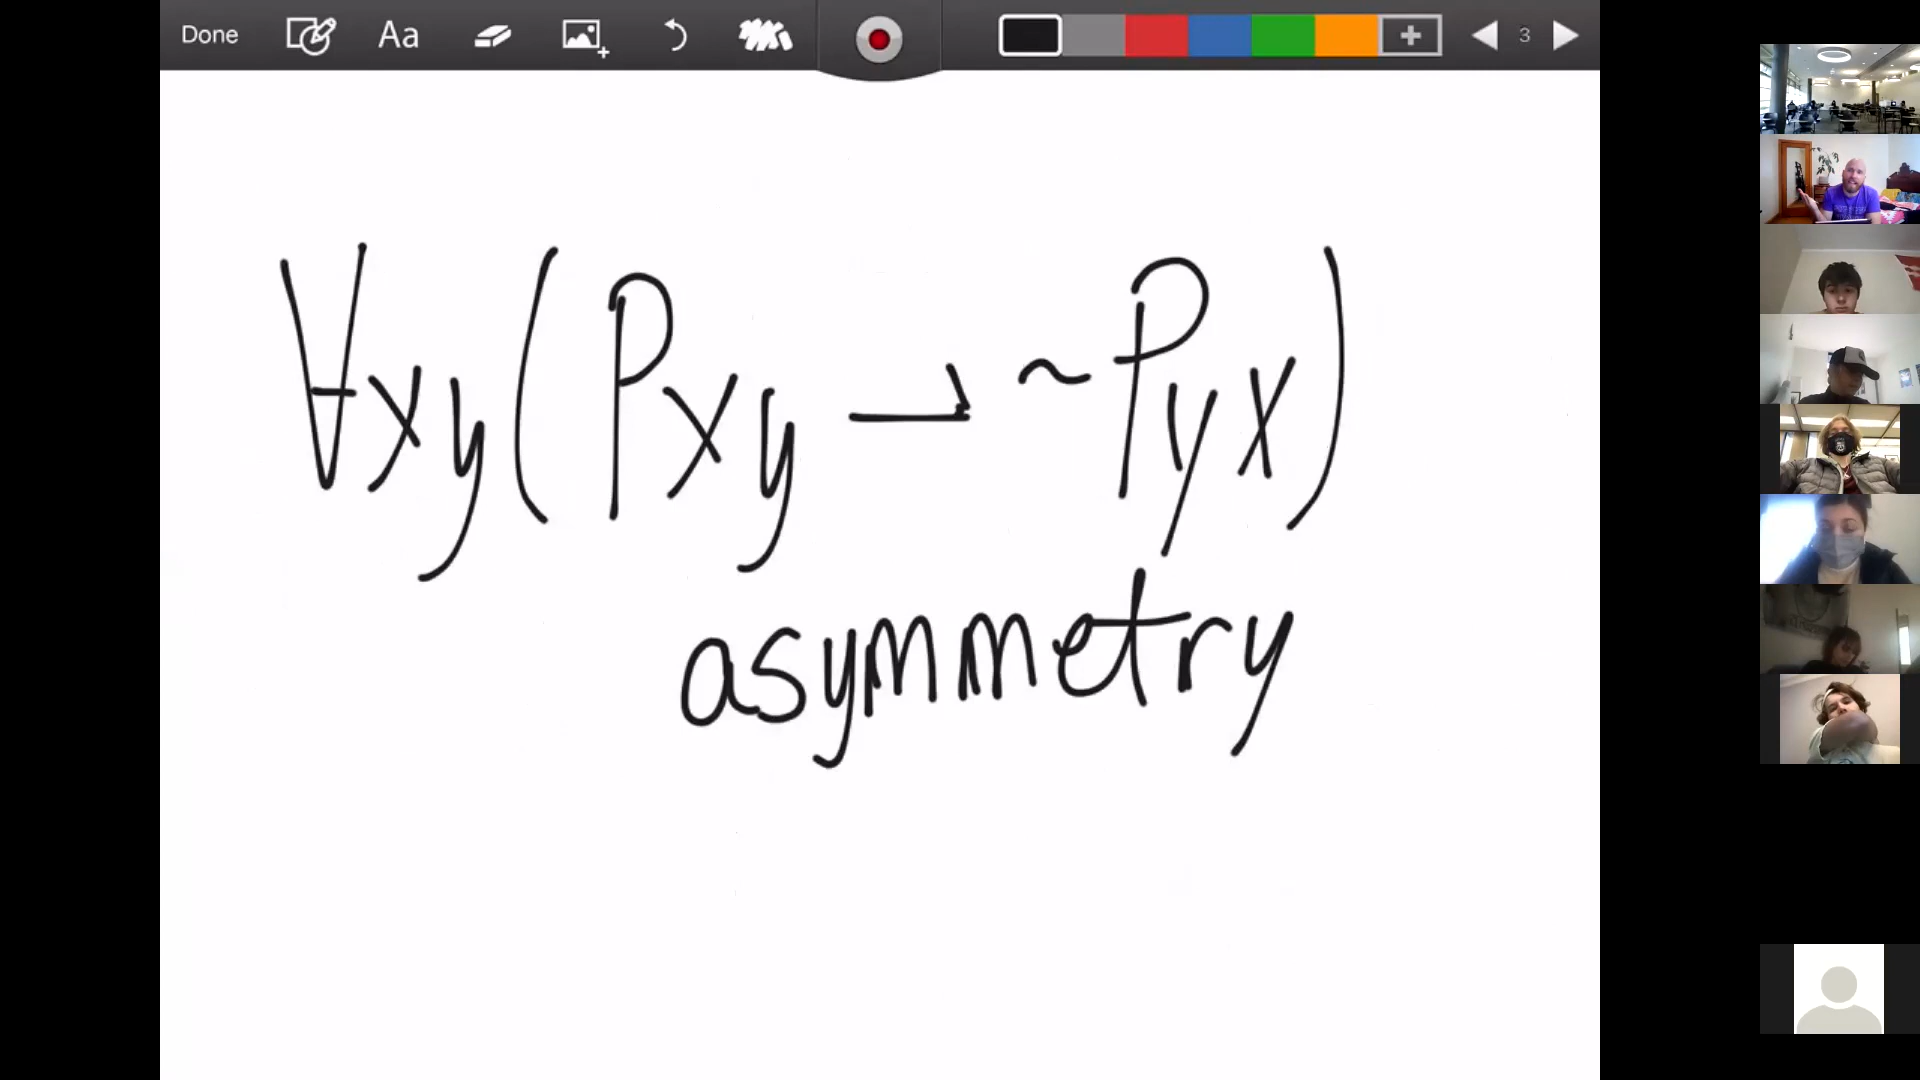 Done Aa 3
∀xy(Pxy → ~Pyx)
asymmetry